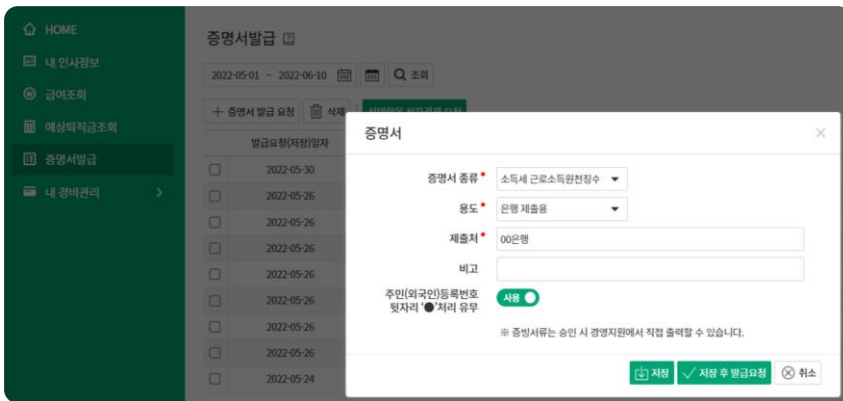 HOME
내 인사정보
급여조회
예상퇴직금조회
증명서발급
내 경비관리
증명서발급 ?
2022-05-01 ~ 2022-06-10 조회
+ 증명서 발급 요청 삭제
발급요청(저장)일자
2022-05-30
2022-05-26
2022-05-26
2022-05-26
2022-05-26
2022-05-26
2022-05-26
2022-05-26
2022-05-24
증명서
증명서 종류 * 소득세 근로소득원천징수
용도 * 은행 제출용
제출처 * 00은행
비고
주민(외국인)등록번호
뒷자리 '●'처리 유무
사용
※ 증빙서류는 승인 시 경영지원에서 직접 출력할 수 있습니다.
저장 저장 후 발급요청 취소